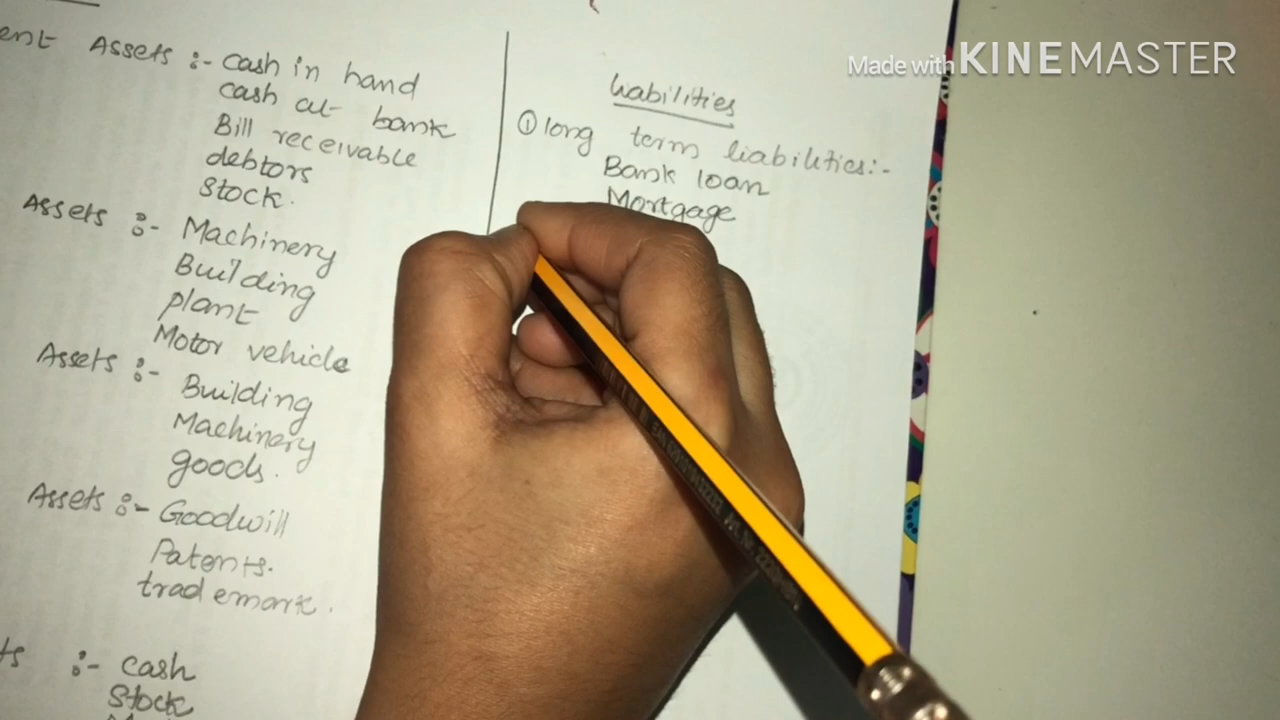 Made with KINEMASTER
ent Assets :- Cash in hand
cash at bank
Bill receivable
debtors
Stock.
Assets :- Machinery
Building
plant
Motor vehicle
Assets :- Building
Machinery
goods.
Assets :- Goodwill
Patents.
trademark.
ts :- cash
Stock
liabilities
① long term liabilities :-
Bank loan
Mortgage